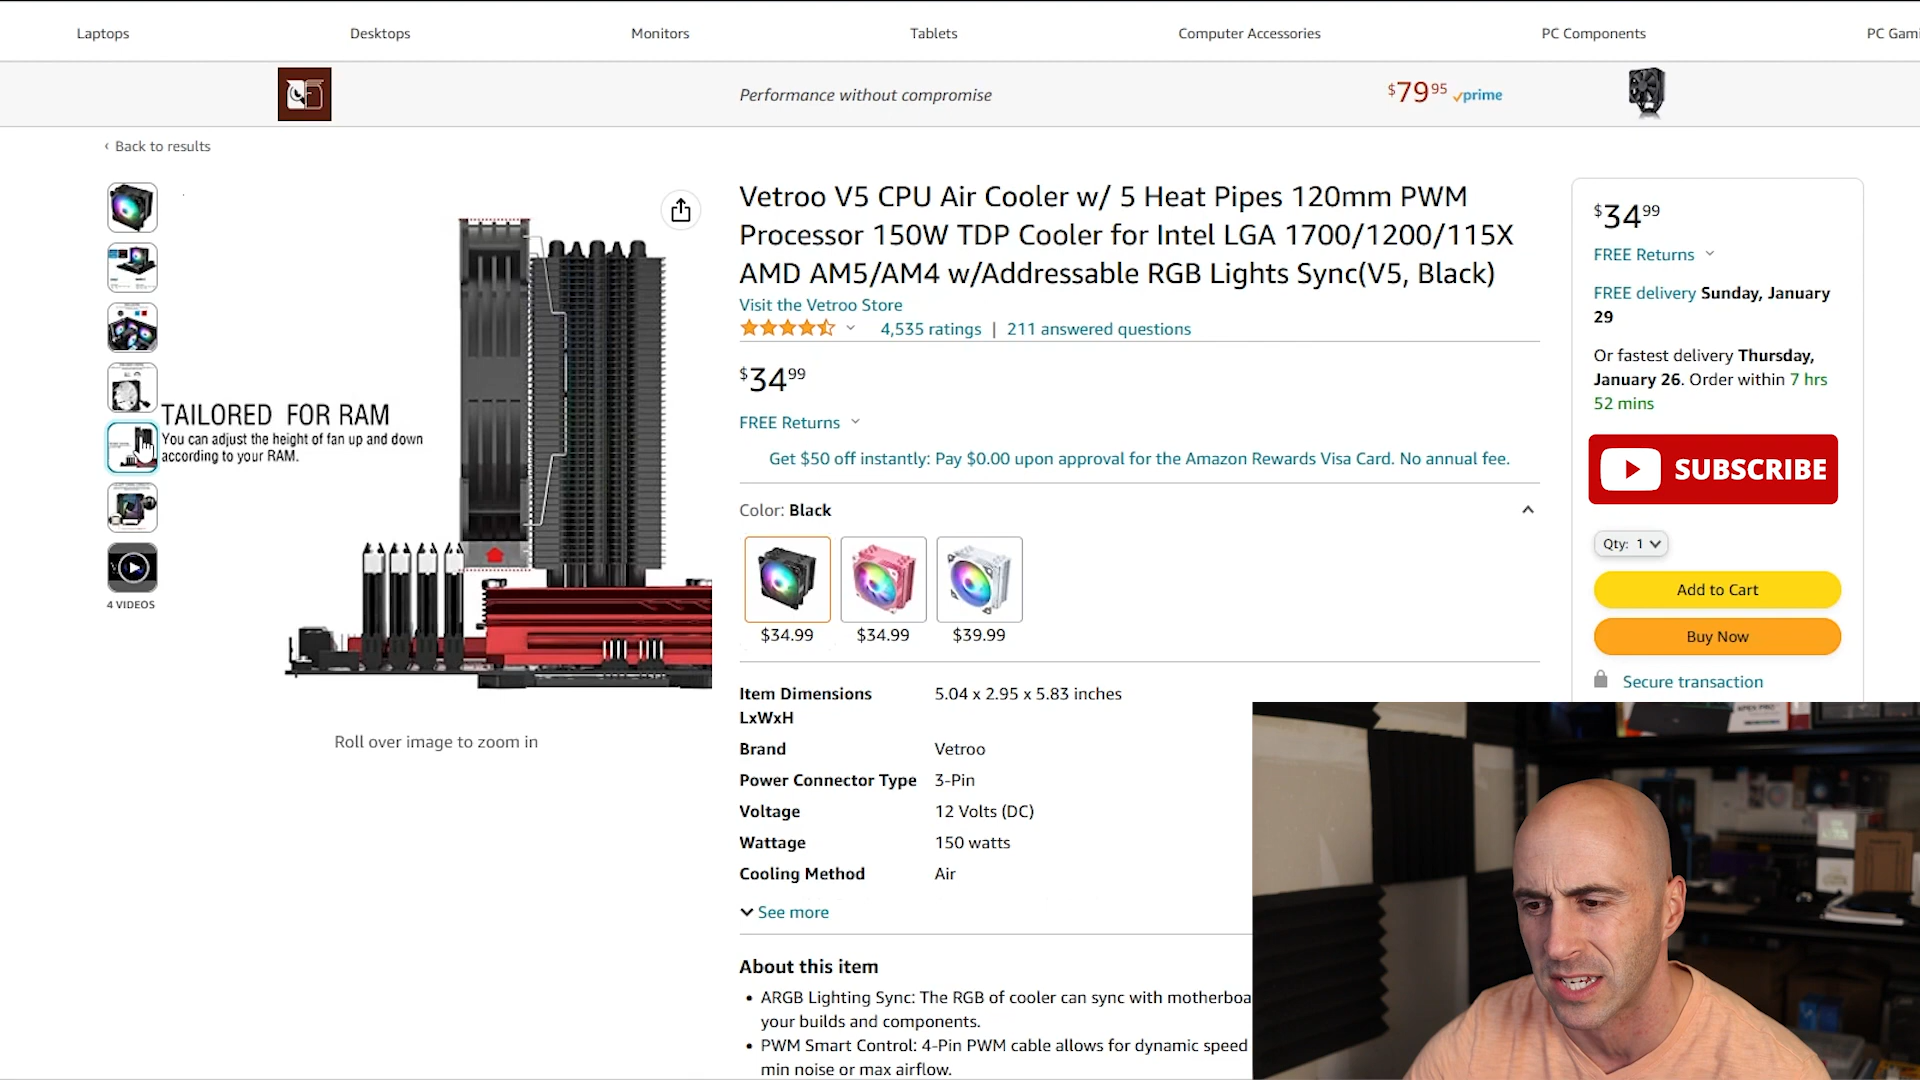 Laptops
Desktops
Monitors
Tablets
Computer Accessories
PC Components
PC Gami
Performance without compromise
$79 95 prime
‹ Back to results
TAILORED FOR RAM
You can adjust the height of fan up and down
according to your RAM.
4 VIDEOS
Roll over image to zoom in
Vetroo V5 CPU Air Cooler w/ 5 Heat Pipes 120mm PWM
Processor 150W TDP Cooler for Intel LGA 1700/1200/115X
AMD AM5/AM4 w/Addressable RGB Lights Sync(V5, Black)
Visit the Vetroo Store
4,535 ratings | 211 answered questions
$34 99
FREE Returns
Get $50 off instantly: Pay $0.00 upon approval for the Amazon Rewards Visa Card. No annual fee.
Color: Black
$34.99
$34.99
$39.99
Item Dimensions 5.04 x 2.95 x 5.83 inches
LxWxH
Brand Vetroo
Power Connector Type 3-Pin
Voltage 12 Volts (DC)
Wattage 150 watts
Cooling Method Air
See more
About this item
• ARGB Lighting Sync: The RGB of cooler can sync with motherboa
your builds and components.
• PWM Smart Control: 4-Pin PWM cable allows for dynamic speed
min noise or max airflow.
$34 99
FREE Returns
FREE delivery Sunday, January
29
Or fastest delivery Thursday,
January 26. Order within 7 hrs
52 mins
SUBSCRIBE
Qty: 1
Add to Cart
Buy Now
Secure transaction